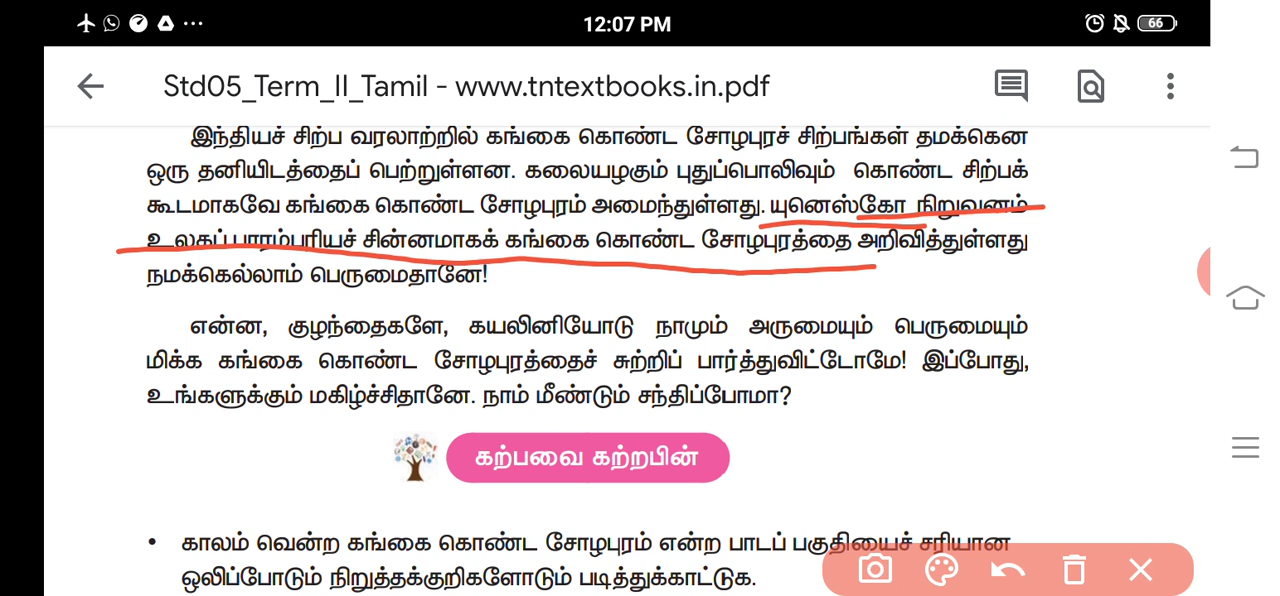 12:07 PM
66
Std05_Term_II_Tamil - www.tntextbooks.in.pdf
இந்தியச் சிற்ப வரலாற்றில் கங்கை கொண்ட சோழபுரச் சிற்பங்கள் தமக்கென
ஒரு தனியிடத்தைப் பெற்றுள்ளன. கலையழகும் புதுப்பொலிவும் கொண்ட சிற்பக்
கூடமாகவே கங்கை கொண்ட சோழபுரம் அமைந்துள்ளது. யுனெஸ்கோ நிறுவனம்
உலகப் பாரம்பரியச் சின்னமாகக் கங்கை கொண்ட சோழபுரத்தை அறிவித்துள்ளது
நமக்கெல்லாம் பெருமைதானே!
என்ன, குழந்தைகளே, கயலினியோடு நாமும் அருமையும் பெருமையும்
மிக்க கங்கை கொண்ட சோழபுரத்தைச் சுற்றிப் பார்த்துவிட்டோமே! இப்போது,
உங்களுக்கும் மகிழ்ச்சிதானே. நாம் மீண்டும் சந்திப்போமா?
கற்பவை கற்றபின்
• காலம் வென்ற கங்கை கொண்ட சோழபுரம் என்ற பாடப் பகுதியைச் சரியான
ஒலிப்போடும் நிறுத்தக்குறிகளோடும் படித்துக்காட்டுக.